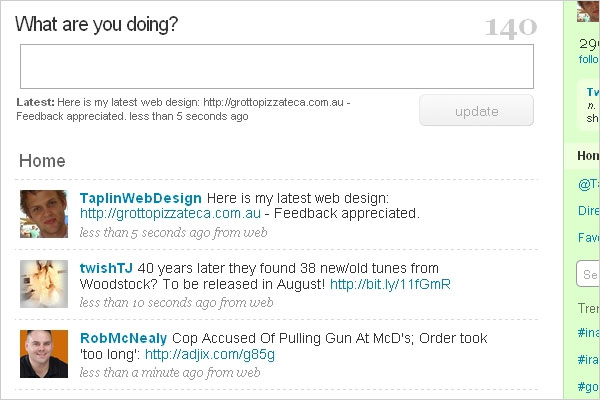 What are you doing?
140
Latest: Here is my latest web design: http://grottopizzateca.com.au -
Feedback appreciated. less than 5 seconds ago
update
Home
TaplinWebDesign Here is my latest web design:
http://grottopizzateca.com.au - Feedback appreciated.
less than 5 seconds ago from web
twishTJ 40 years later they found 38 new/old tunes from
Woodstock? To be released in August! http://bit.ly/11fGmR
less than 10 seconds ago from web
RobMcNealy Cop Accused Of Pulling Gun At McD's; Order took
'too long': http://adjix.com/g85g
less than a minute ago from web
29
follo
Tw
n.
sh
Hon
@Ta
Dire
Favo
Se
Tren
#ina
#ira
#go